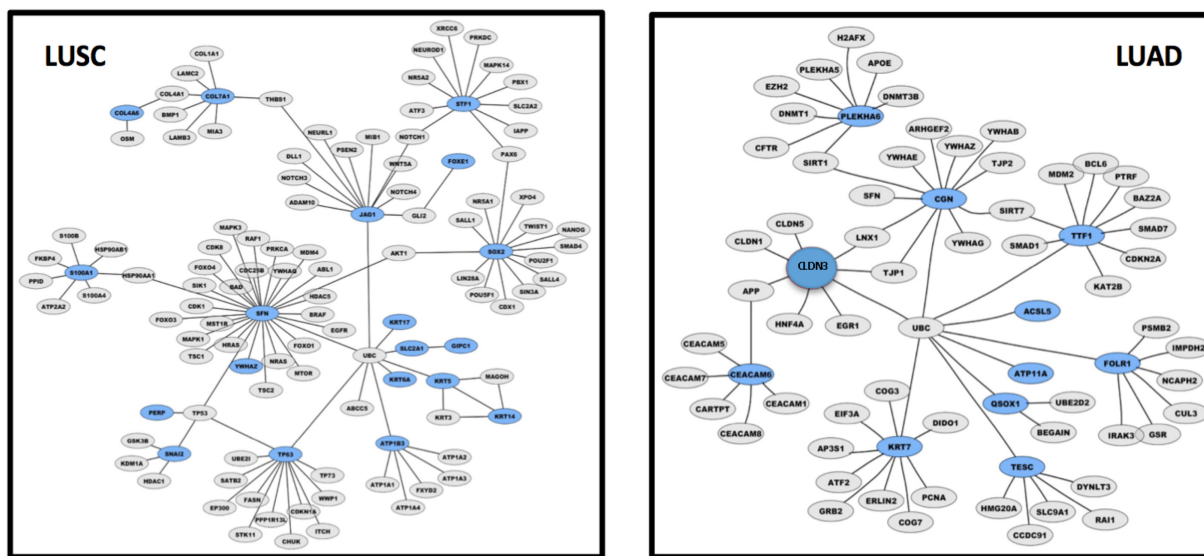 LUSC
XRCC6
PRKDC
NEUROD1
MAPK14
NR5A2
PBX1
STF1
SLC2A2
ATF3
IAPP
NOTCH1
PAX6
COL1A1
LAMC2
COL4A1
COL7A1
THBS1
COL4A6
BMP1
OSM
LAMB3
MIA3
NEURL1
MIB1
PSEN2
DLL1
WNT5A
FOXE1
NOTCH3
NOTCH4
ADAM10
JAG1
GLI2
NR5A1
XPO4
SALL1
TWIST1
NANOG
AKT1
SOX2
SMAD4
POU2F1
LIN28A
SALL4
POU5F1
SIN3A
CDX1
S100B
HSP90AB1
FKBP4
S100A1
HSP90AA1
PPID
S100A4
ATP2A2
MAPK3
RAF1
CDK8
PRKCA
MDM4
FOXO4
CDC25B
YWHAG
ABL1
SIK1
BAD
HDAC5
CDK1
SFN
BRAF
FOXO3
MST1R
EGFR
MAPK1
HRAS
FOXO1
TSC1
NRAS
YWHAZ
MTOR
TSC2
KRT17
SLC2A1
GIPC1
UBC
KRT6A
KRT5
MAGOH
ABCC5
KRT3
KRT14
PERP
TP53
GSK3B
SNAI2
KDM1A
HDAC1
UBE2I
TP63
SATB2
TP73
FASN
WWP1
EP300
CDKN1A
PPP1R13L
STK11
ITCH
CHUK
ATP1B3
ATP1A2
ATP1A3
ATP1A1
FXYD2
ATP1A4
LUAD
H2AFX
PLEKHA5
APOE
EZH2
DNMT3B
DNMT1
PLEKHA6
CFTR
SIRT1
ARHGEF2
YWHAB
YWHAZ
YWHAE
TJP2
SFN
CGN
SIRT7
LNX1
YWHAG
TJP1
BCL6
MDM2
PTRF
BAZ2A
SMAD7
SMAD1
TTF1
CDKN2A
KAT2B
CLDN5
CLDN1
CLDN3
APP
HNF4A
EGR1
UBC
ACSL5
CEACAM5
CEACAM7
CEACAM6
CARTPT
CEACAM1
CEACAM8
ATP11A
QSOX1
UBE2D2
BEGAIN
PSMB2
IMPDH2
FOLR1
NCAPH2
CUL3
IRAK3
GSR
COG3
EIF3A
DIDO1
AP3S1
KRT7
ATF2
PCNA
GRB2
ERLIN2
COG7
TESC
DYNLT3
HMG20A
SLC9A1
RAI1
CCDC91